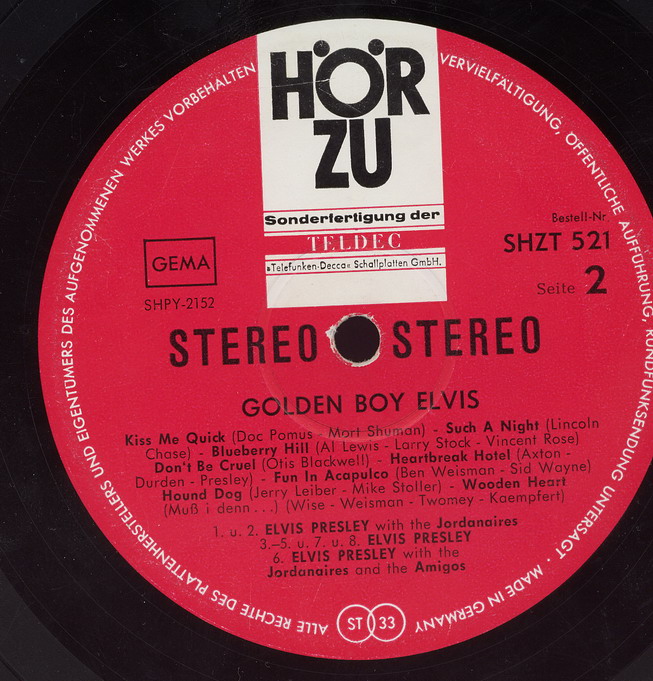 HÖR
ZU
Sonderfertigung der
TELDEC
»Telefunken-Decca« Schallplatten GmbH.
GEMA
SHPY-2152
Bestell-Nr.
SHZT 521
Seite 2
STEREO STEREO
GOLDEN BOY ELVIS
Kiss Me Quick (Doc Pomus - Mort Shuman) - Such A Night (Lincoln
Chase) - Blueberry Hill (Al Lewis - Larry Stock - Vincent Rose)
Don't Be Cruel (Otis Blackwell) - Heartbreak Hotel (Axton -
Durden - Presley) - Fun In Acapulco (Ben Weisman - Sid Wayne)
Hound Dog (Jerry Leiber - Mike Stoller) - Wooden Heart
(Muß i denn...) (Wise - Weisman - Twomey - Kaempfert)
1. u. 2. ELVIS PRESLEY with the Jordanaires
3.–5. u. 7. u. 8. ELVIS PRESLEY
6. ELVIS PRESLEY with the
Jordanaires and the Amigos
ST 33
ALLE RECHTE DES PLATTENHERSTELLERS UND EIGENTÜMERS DES AUFGENOMMENEN WERKES VORBEHALTEN
VERVIELFÄLTIGUNG, ÖFFENTLICHE AUFFÜHRUNG, RUNDFUNKSENDUNG UNTERSAGT · MADE IN GERMANY